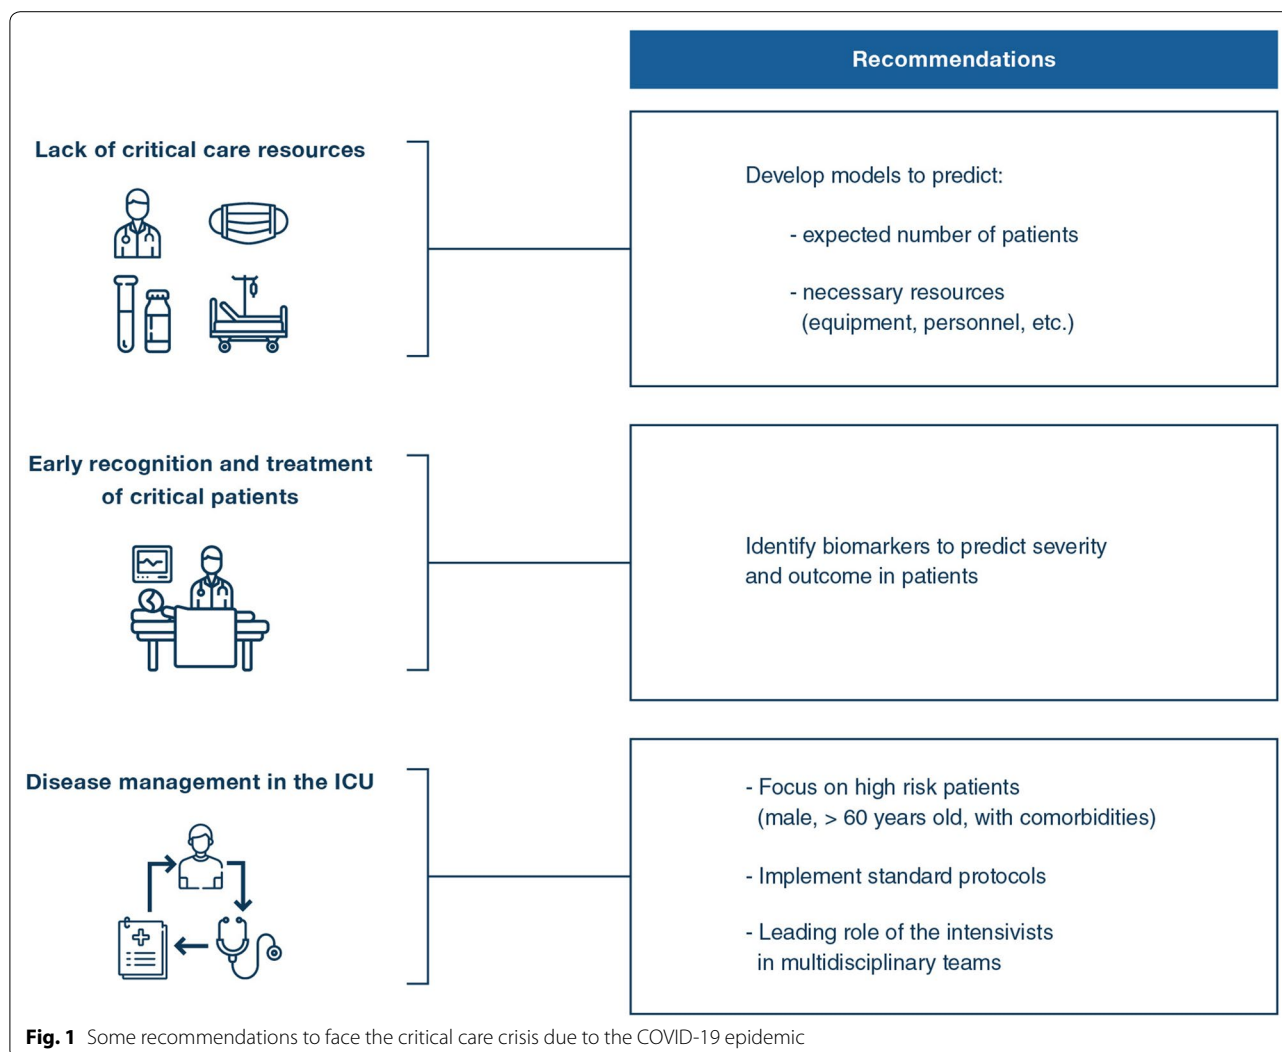 Recommendations
Lack of critical care resources
Develop models to predict:
- expected number of patients
- necessary resources
(equipment, personnel, etc.)
Early recognition and treatment
of critical patients
Identify biomarkers to predict severity
and outcome in patients
Disease management in the ICU
- Focus on high risk patients
(male, > 60 years old, with comorbidities)
- Implement standard protocols
- Leading role of the intensivists
in multidisciplinary teams
Fig. 1 Some recommendations to face the critical care crisis due to the COVID-19 epidemic